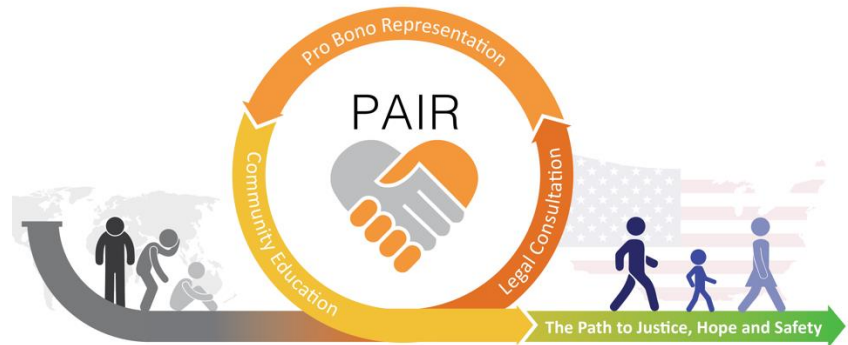 Pro Bono Representation
PAIR
Community Education
Legal Consultation
The Path to Justice, Hope and Safety